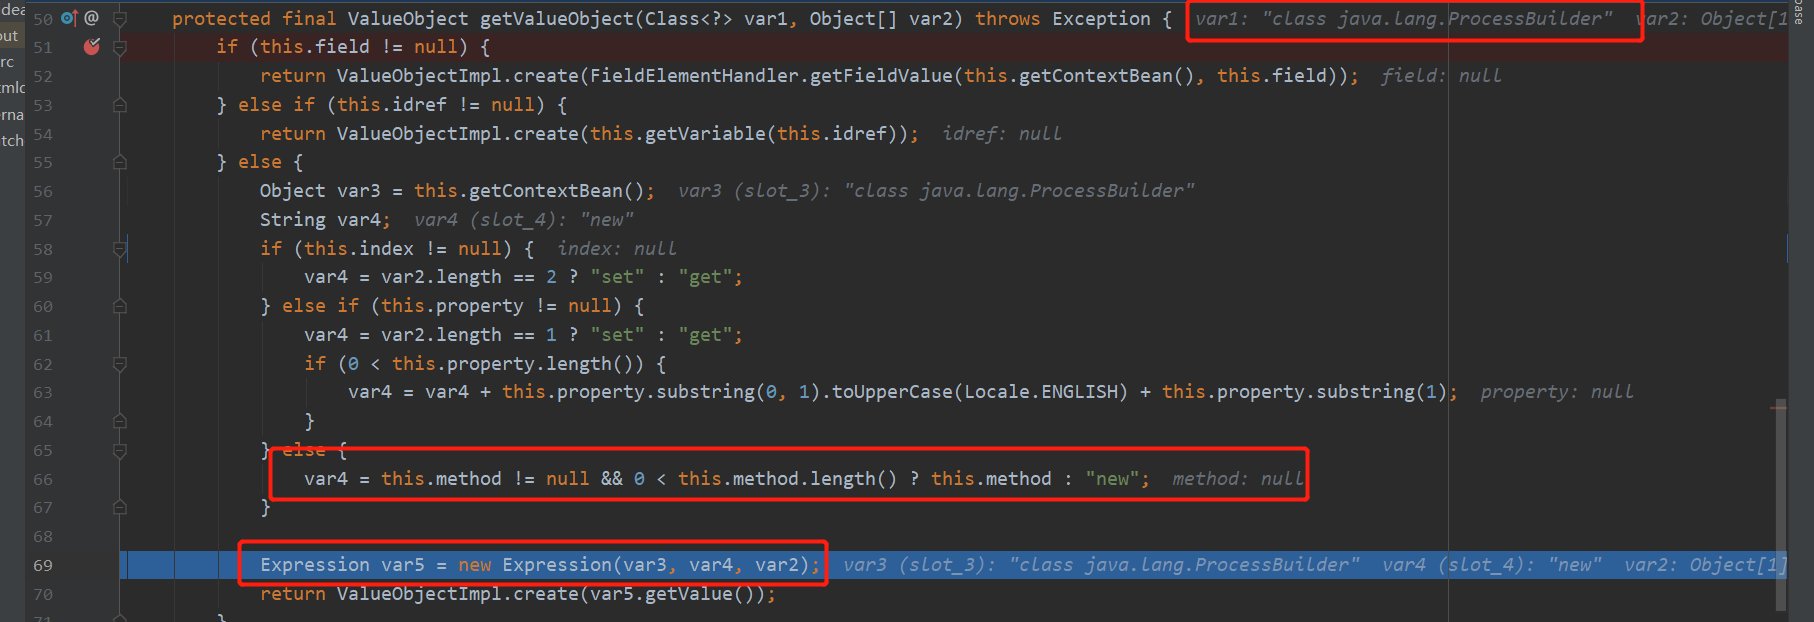 50 @ protected final ValueObject getValueObject(Class<?> var1, Object[] var2) throws Exception { var1: "class java.lang.ProcessBuilder" var2: Object[1
51 if (this.field != null) {
52 return ValueObjectImpl.create(FieldElementHandler.getFieldValue(this.getContextBean(), this.field)); field: null
53 } else if (this.idref != null) {
54 return ValueObjectImpl.create(this.getVariable(this.idref)); idref: null
55 } else {
56 Object var3 = this.getContextBean(); var3 (slot_3): "class java.lang.ProcessBuilder"
57 String var4; var4 (slot_4): "new"
58 if (this.index != null) { index: null
59 var4 = var2.length == 2 ? "set" : "get";
60 } else if (this.property != null) {
61 var4 = var2.length == 1 ? "set" : "get";
62 if (0 < this.property.length()) {
63 var4 = var4 + this.property.substring(0, 1).toUpperCase(Locale.ENGLISH) + this.property.substring(1); property: null
64 }
65 } else {
66 var4 = this.method != null && 0 < this.method.length() ? this.method : "new"; method: null
67 }
68
69 Expression var5 = new Expression(var3, var4, var2); var3 (slot_3): "class java.lang.ProcessBuilder" var4 (slot_4): "new" var2: Object[1]
70 return ValueObjectImpl.create(var5.getValue());
71 }